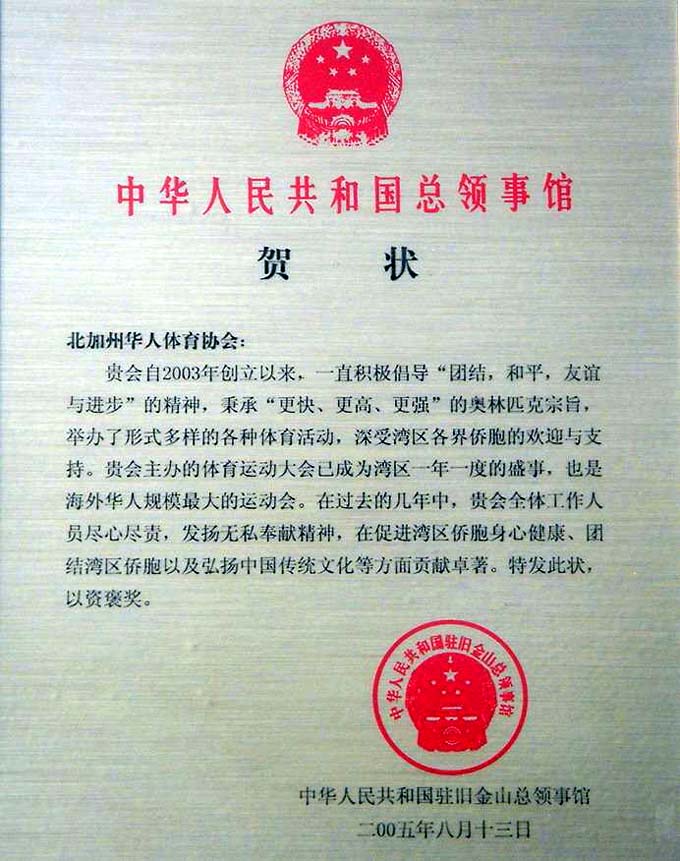 中华人民共和国总领事馆
贺 状
北加州华人体育协会：
贵会自2003年创立以来，一直积极倡导“团结，和平，友谊
与进步”的精神，秉承“更快、更高、更强”的奥林匹克宗旨，
举办了形式多样的各种体育活动，深受湾区各界侨胞的欢迎与支
持。贵会主办的体育运动大会已成为湾区一年一度的盛事，也是
海外华人规模最大的运动会。在过去的几年中，贵会全体工作人
员尽心尽责，发扬无私奉献精神，在促进湾区侨胞身心健康、团
结湾区侨胞以及弘扬中国传统文化等方面贡献卓著。特发此状，
以资褒奖。
中华人民共和国驻旧金山总领事馆
中华人民共和国驻旧金山总领事馆
二00五年八月十三日